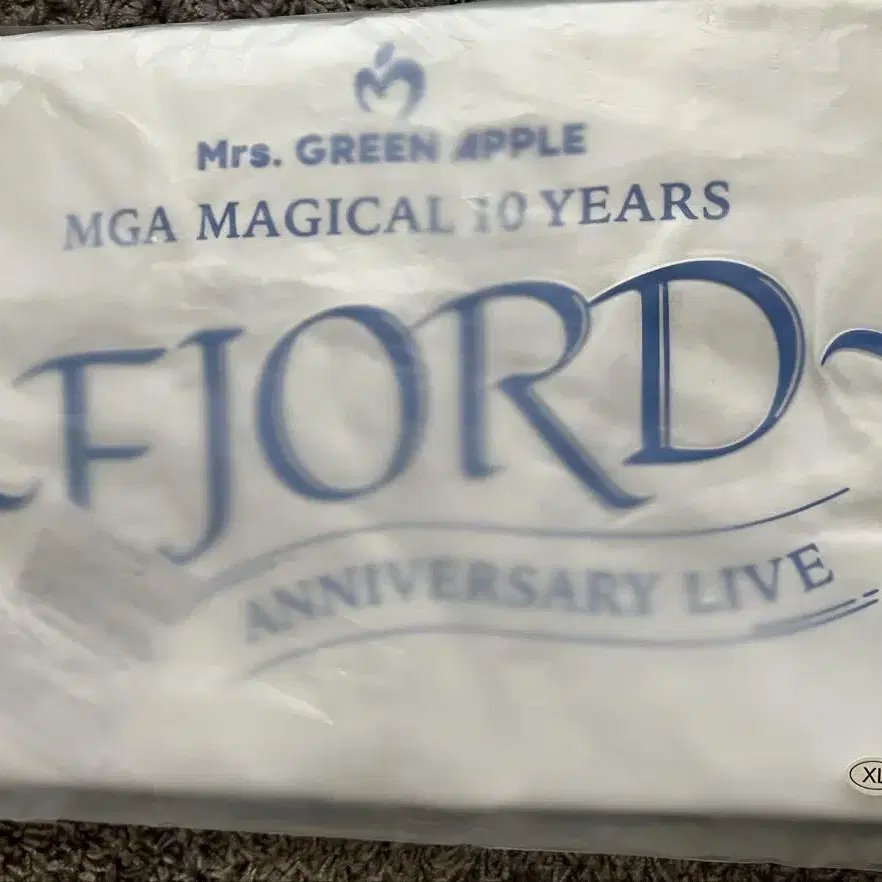 Mrs. GREEN APPLE
MGA MAGICAL 10 YEARS
FJORD
ANNIVERSARY LIVE
XL